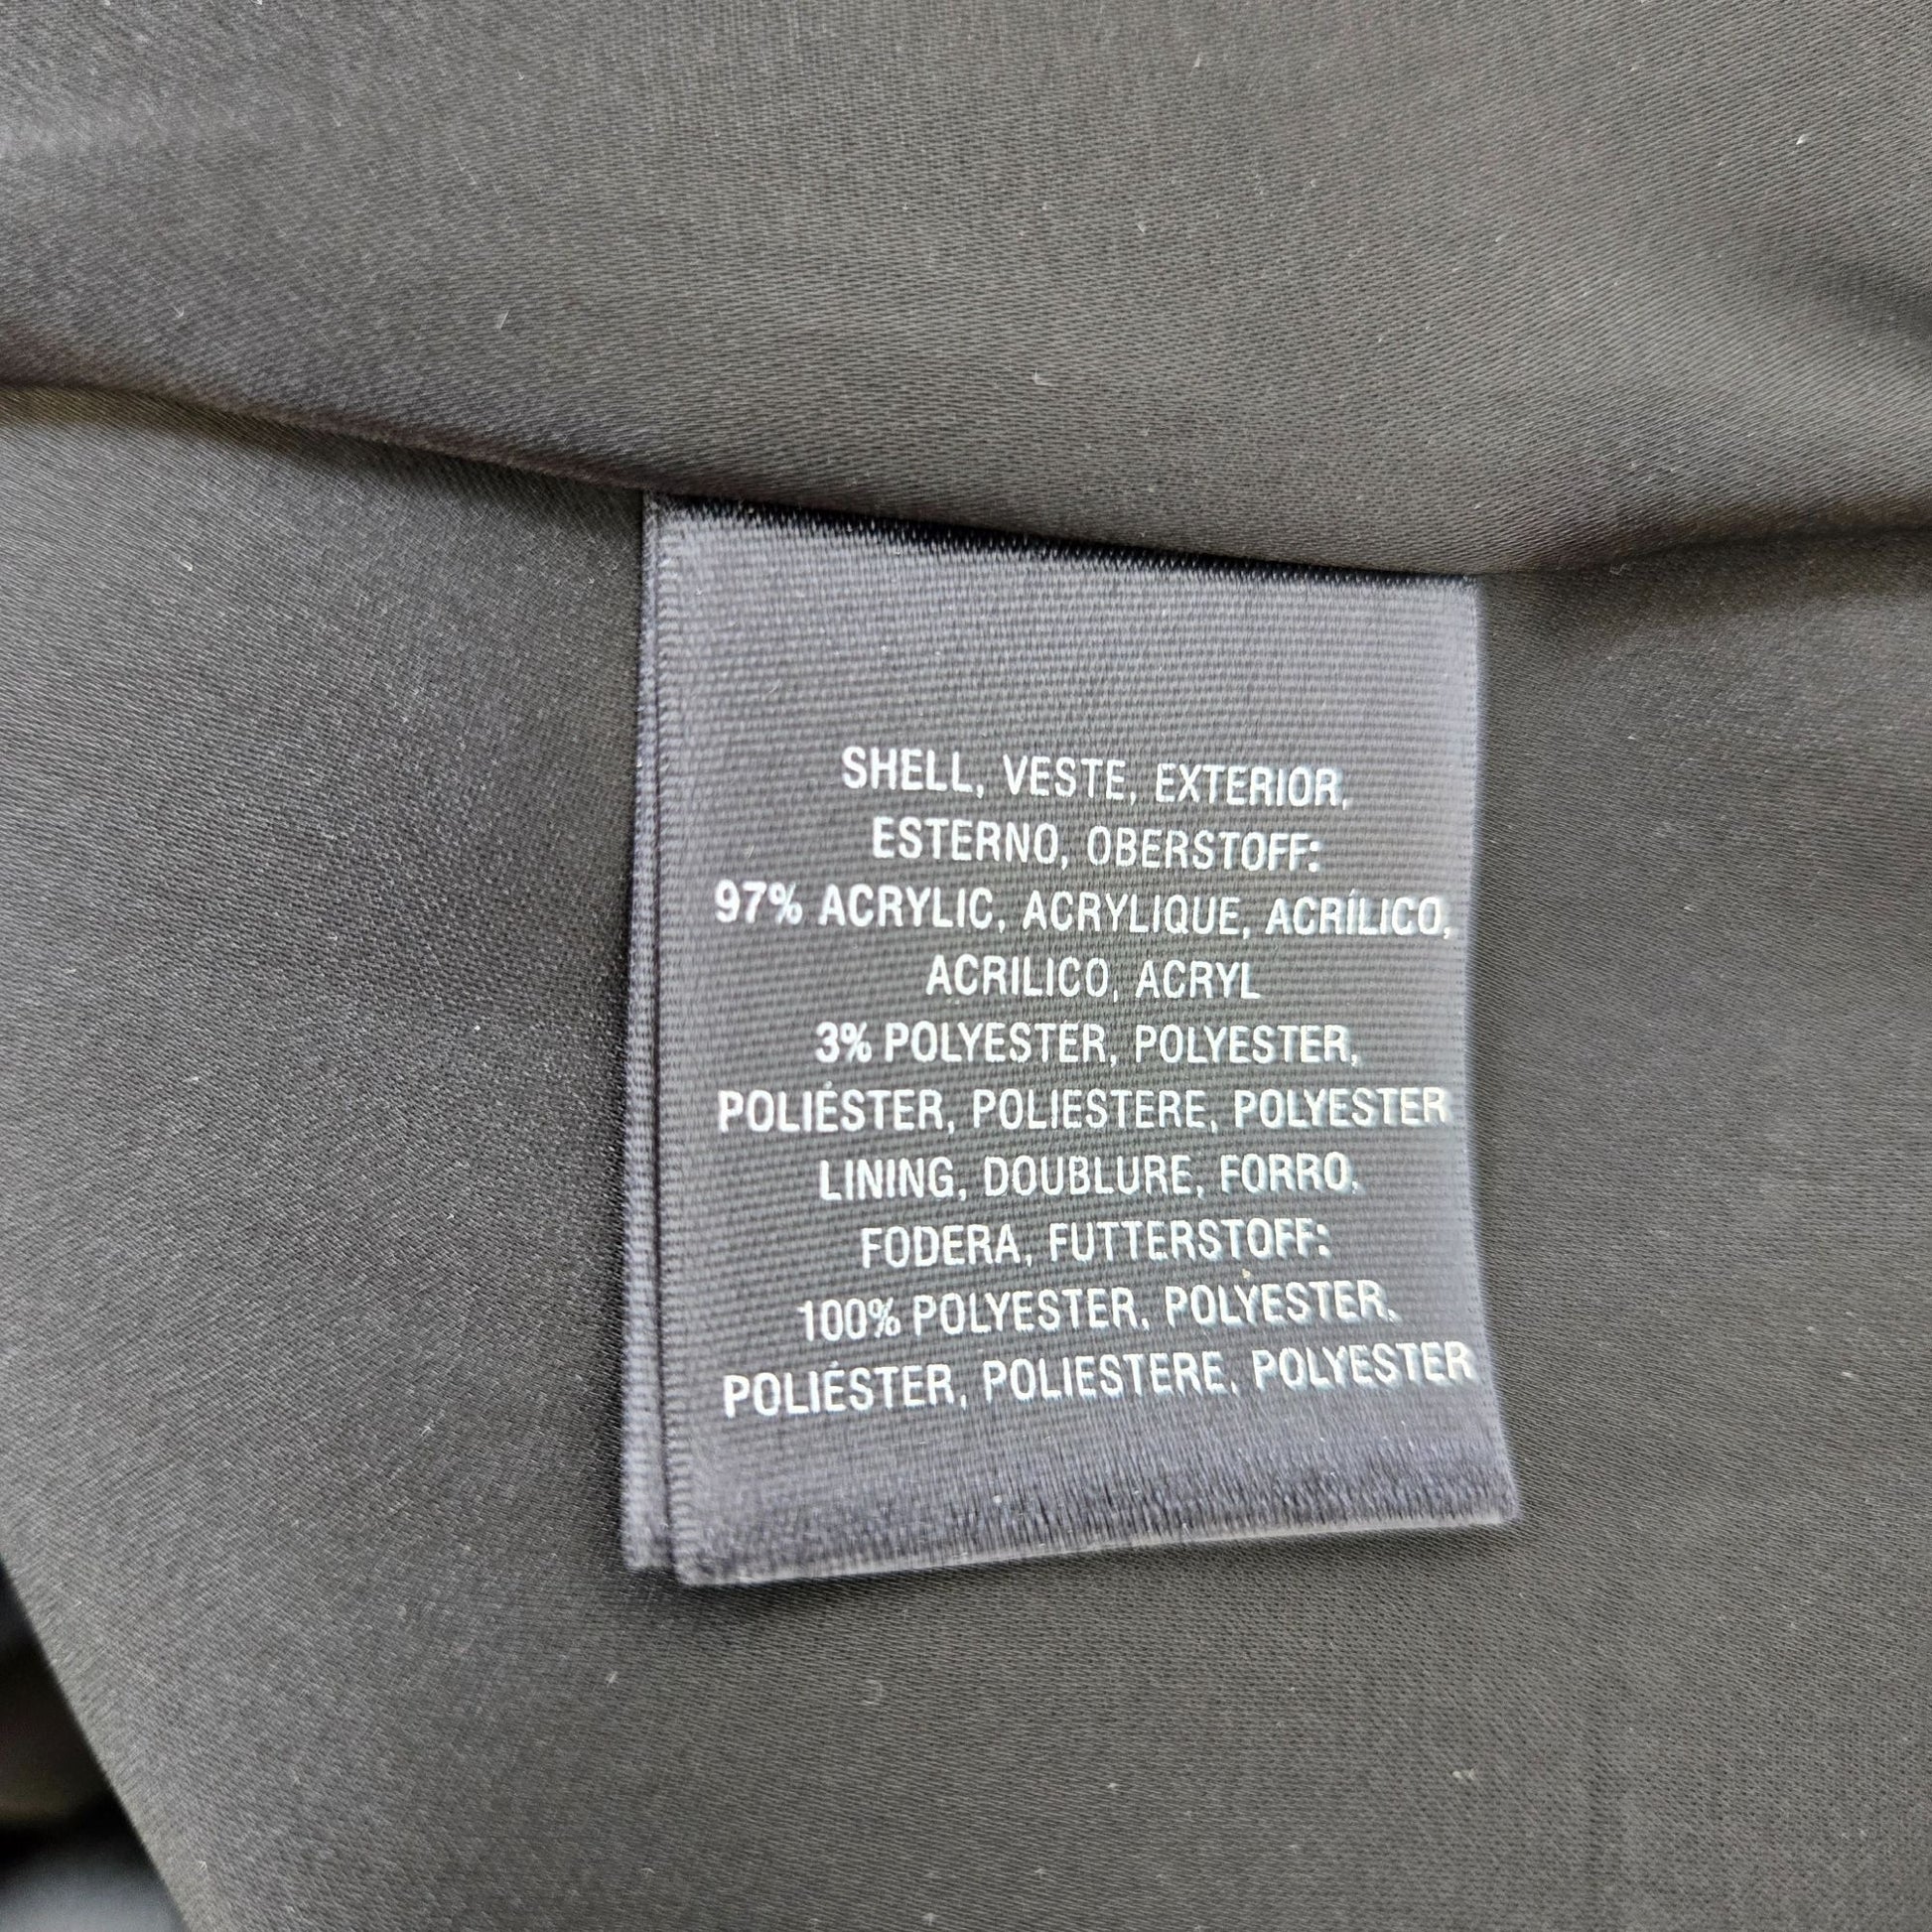 SHELL, VESTE, EXTERIOR,
ESTERNO, OBERSTOFF:
97% ACRYLIC, ACRYLIQUE, ACRÍLICO,
ACRILICO, ACRYL
3% POLYESTER, POLYESTER,
POLIÉSTER, POLIESTERE, POLYESTER
LINING, DOUBLURE, FORRO,
FODERA, FUTTERSTOFF:
100% POLYESTER, POLYESTER,
POLIÉSTER, POLIESTERE, POLYESTER